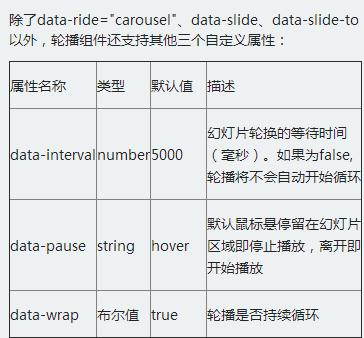 除了data-ride="carousel"、data-slide、data-slide-to
以外，轮播组件还支持其他三个自定义属性：
属性名称 类型 默认值 描述
data-interval number 5000 幻灯片轮换的等待时间
（毫秒）。如果为false,
轮播将不会自动开始循环
data-pause string hover 默认鼠标悬停留在幻灯片
区域即停止播放，离开即
开始播放
data-wrap 布尔值 true 轮播是否持续循环